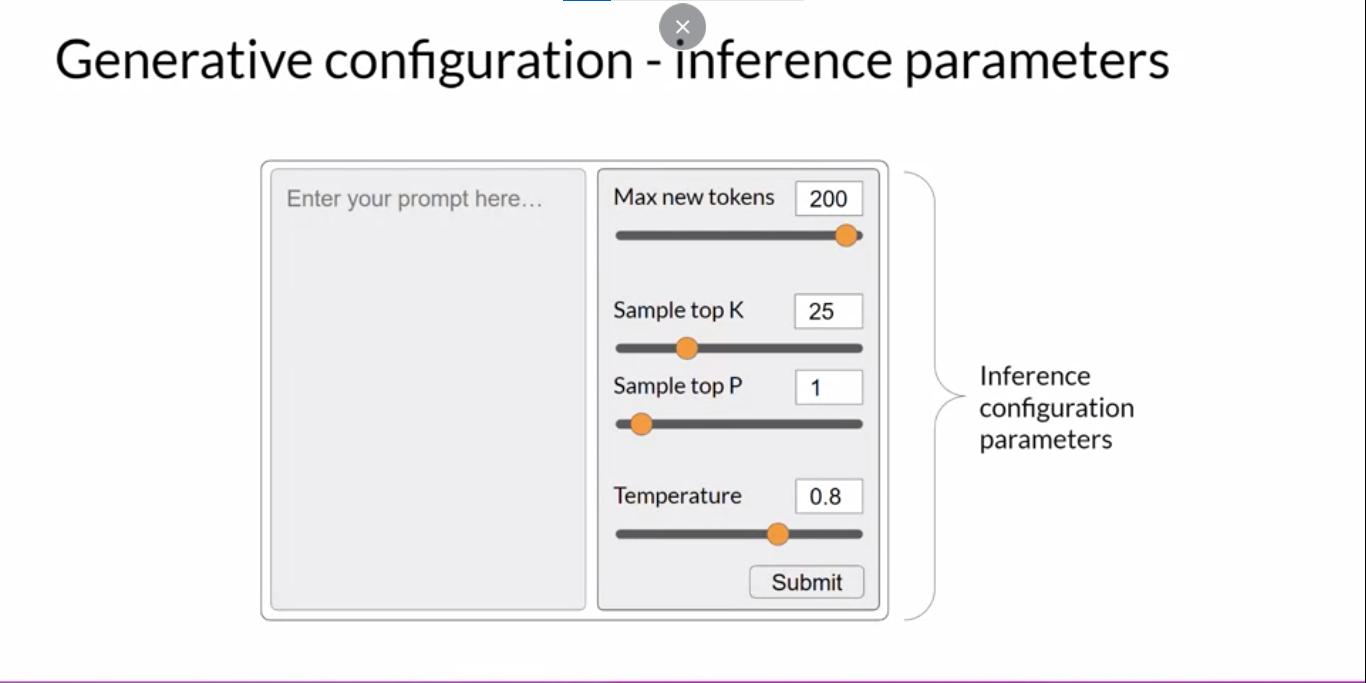 Generative configuration - inference parameters
Enter your prompt here...
Max new tokens 200
Sample top K 25
Sample top P 1
Temperature 0.8
Submit
Inference
configuration
parameters